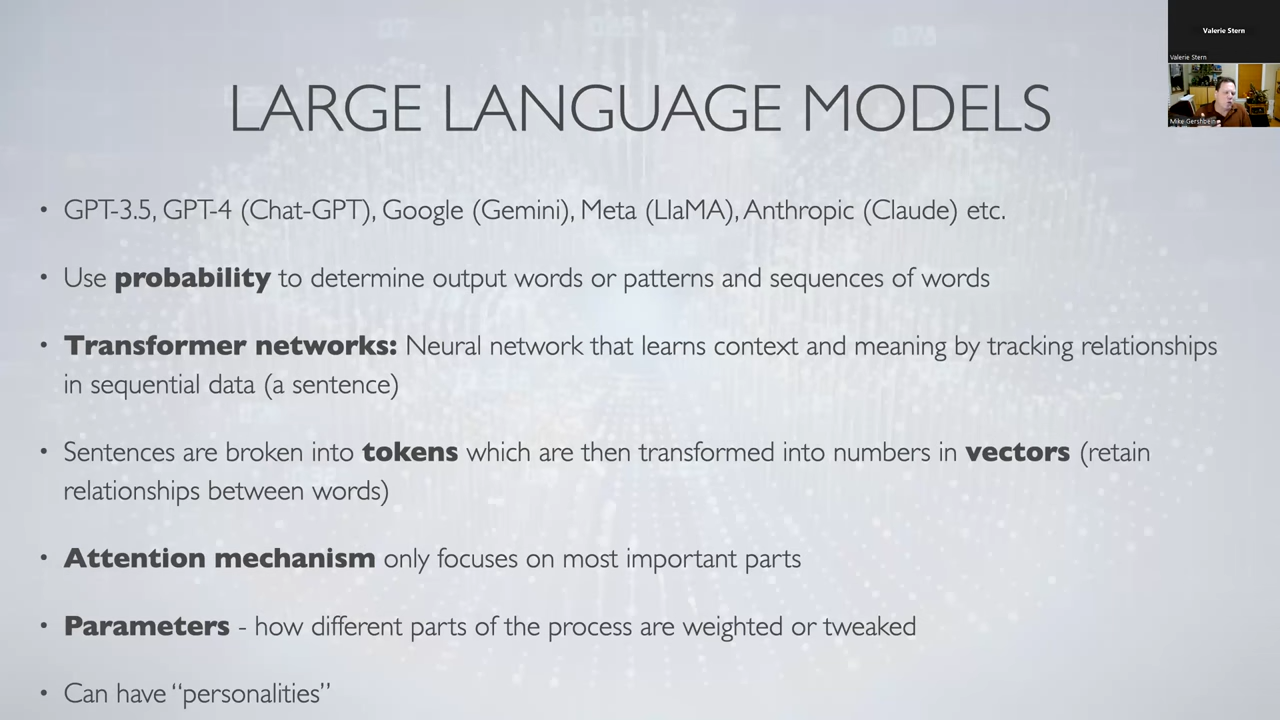 Valerie Stern
Valerie Stern
Mike Gershbein
LARGE LANGUAGE MODELS
• GPT-3.5, GPT-4 (Chat-GPT), Google (Gemini), Meta (LlaMA), Anthropic (Claude) etc.
• Use probability to determine output words or patterns and sequences of words
• Transformer networks: Neural network that learns context and meaning by tracking relationships
in sequential data (a sentence)
• Sentences are broken into tokens which are then transformed into numbers in vectors (retain
relationships between words)
• Attention mechanism only focuses on most important parts
• Parameters - how different parts of the process are weighted or tweaked
• Can have “personalities”